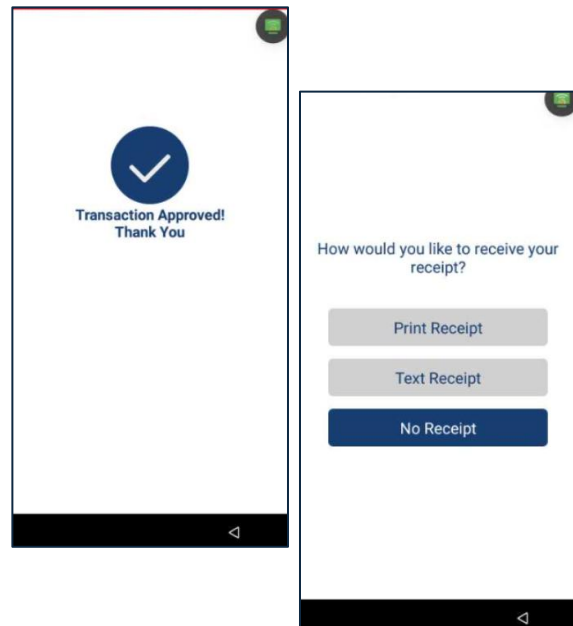 Transaction Approved!
Thank You
How would you like to receive your
receipt?
Print Receipt
Text Receipt
No Receipt